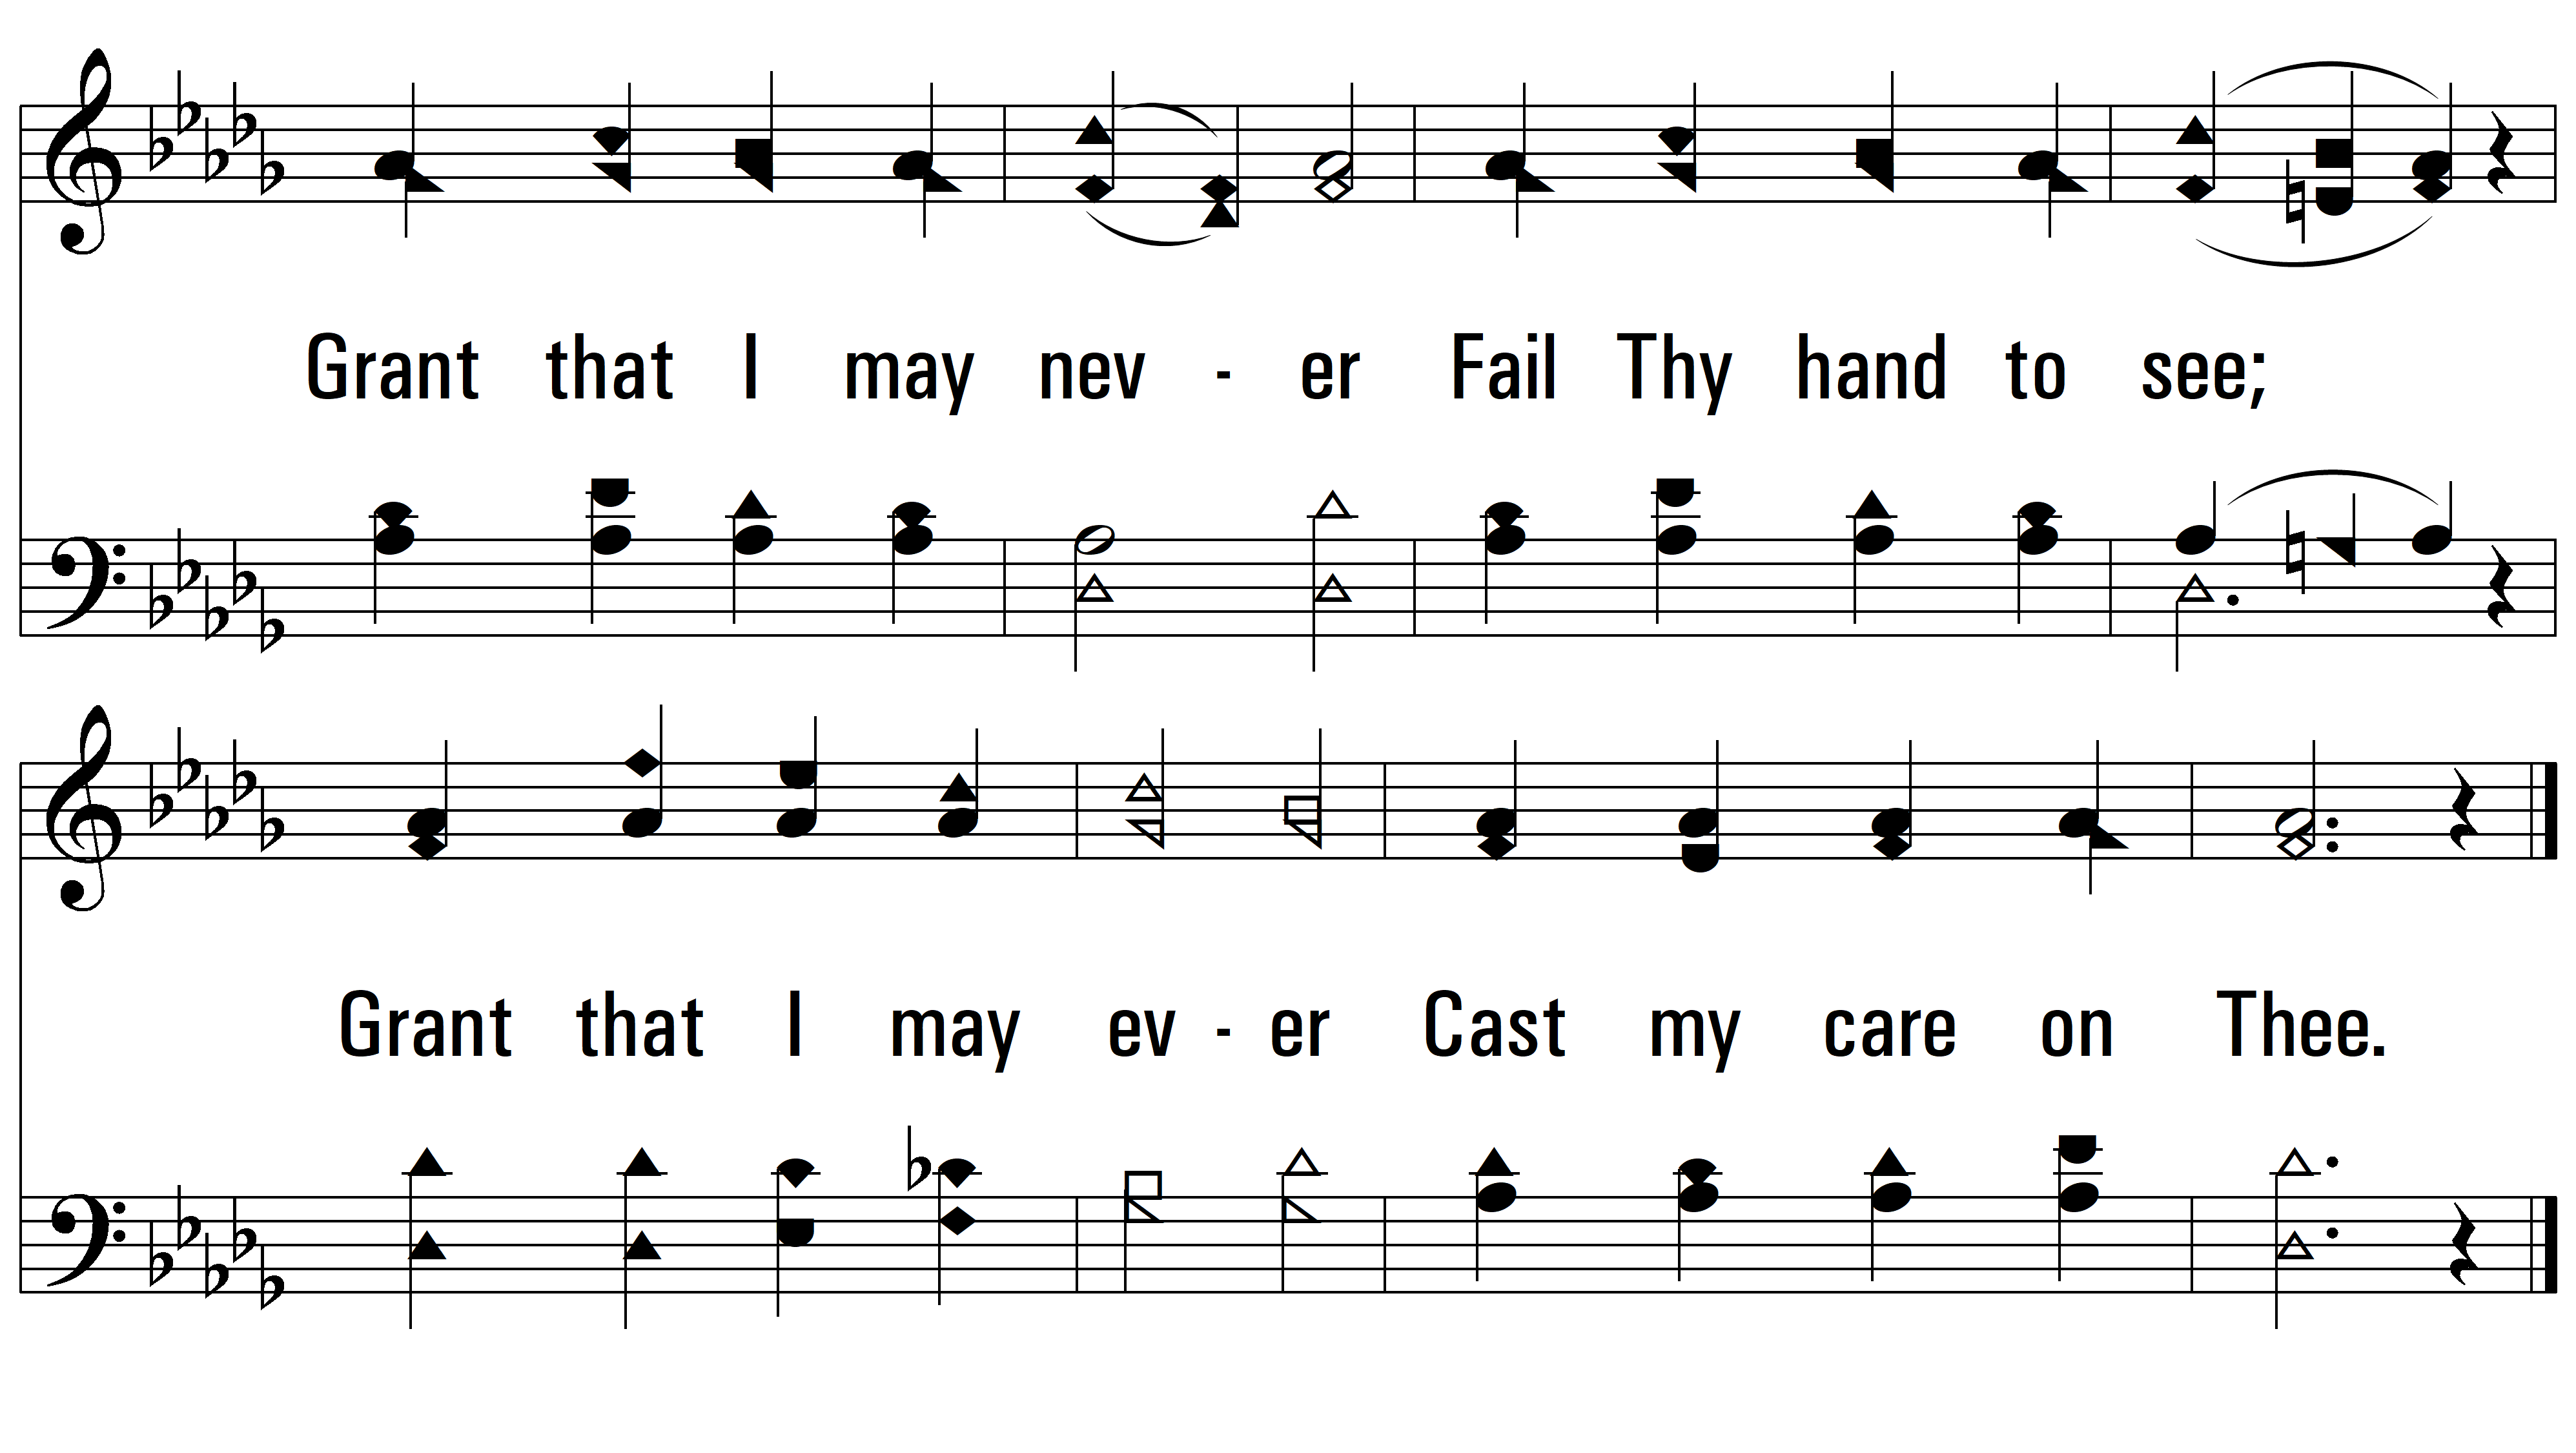 Grant that I may nev - er Fail Thy hand to see;
Grant that I may ev - er Cast my care on Thee.